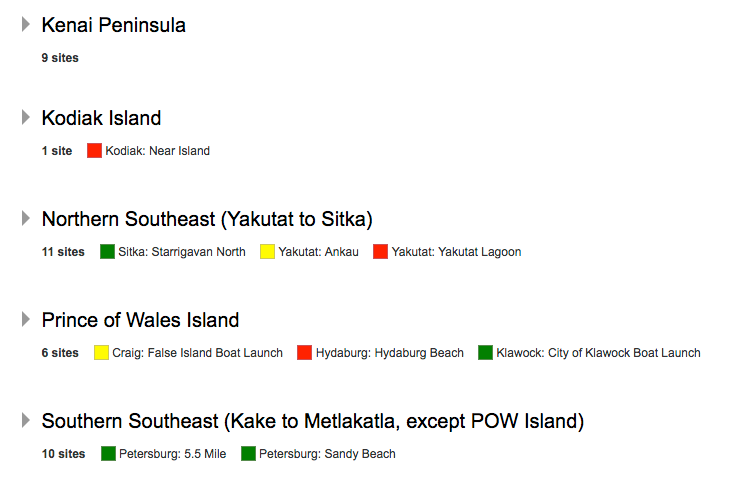 Kenai Peninsula
9 sites
Kodiak Island
1 site Kodiak: Near Island
Northern Southeast (Yakutat to Sitka)
11 sites Sitka: Starrigavan North Yakutat: Ankau Yakutat: Yakutat Lagoon
Prince of Wales Island
6 sites Craig: False Island Boat Launch Hydaburg: Hydaburg Beach Klawock: City of Klawock Boat Launch
Southern Southeast (Kake to Metlakatla, except POW Island)
10 sites Petersburg: 5.5 Mile Petersburg: Sandy Beach